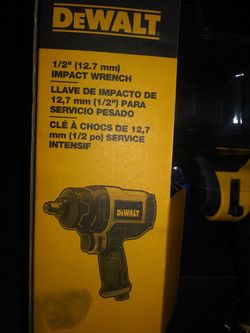 DEWALT
1/2" (12.7 mm)
IMPACT WRENCH
LLAVE DE IMPACTO DE
12,7 mm (1/2") PARA
SERVICIO PESADO
CLÉ À CHOCS DE 12,7
mm (1/2 po) SERVICE
INTENSIF
DEWALT